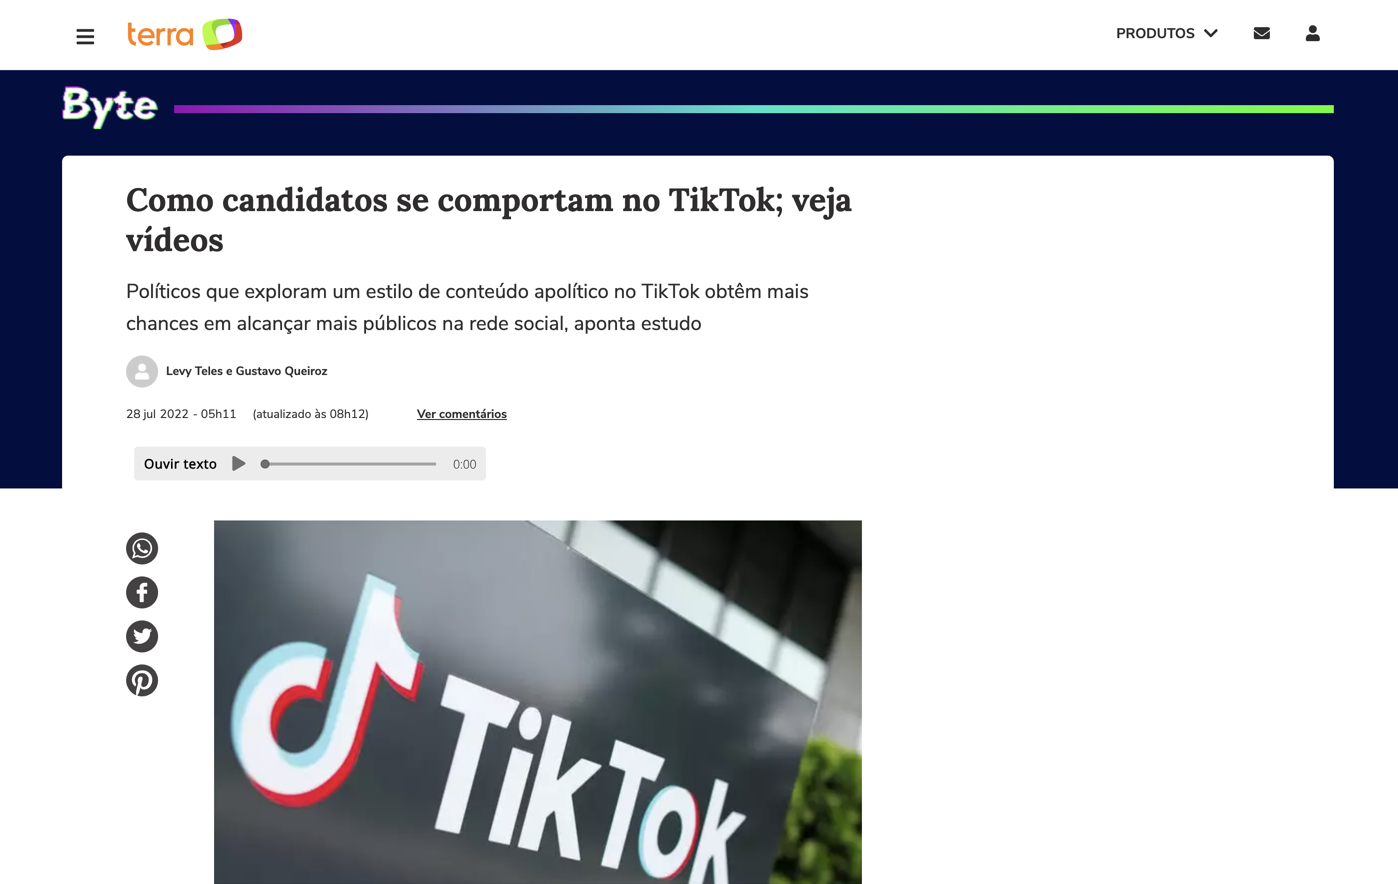 terra
PRODUTOS
Byte
Como candidatos se comportam no TikTok; veja
vídeos
Políticos que exploram um estilo de conteúdo apolítico no TikTok obtêm mais
chances em alcançar mais públicos na rede social, aponta estudo
Levy Teles e Gustavo Queiroz
28 jul 2022 - 05h11 (atualizado às 08h12) Ver comentários
Ouvir texto 0:00
TikTok